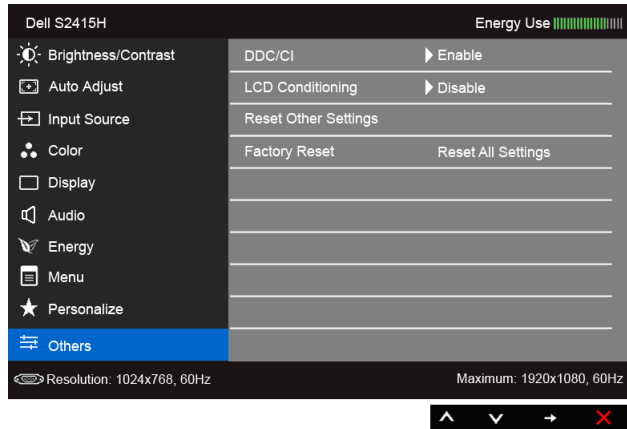 Dell S2415H Energy Use
Brightness/Contrast DDC/CI Enable
Auto Adjust LCD Conditioning Disable
Input Source Reset Other Settings
Color Factory Reset Reset All Settings
Display
Audio
Energy
Menu
Personalize
Others
Resolution: 1024x768, 60Hz Maximum: 1920x1080, 60Hz